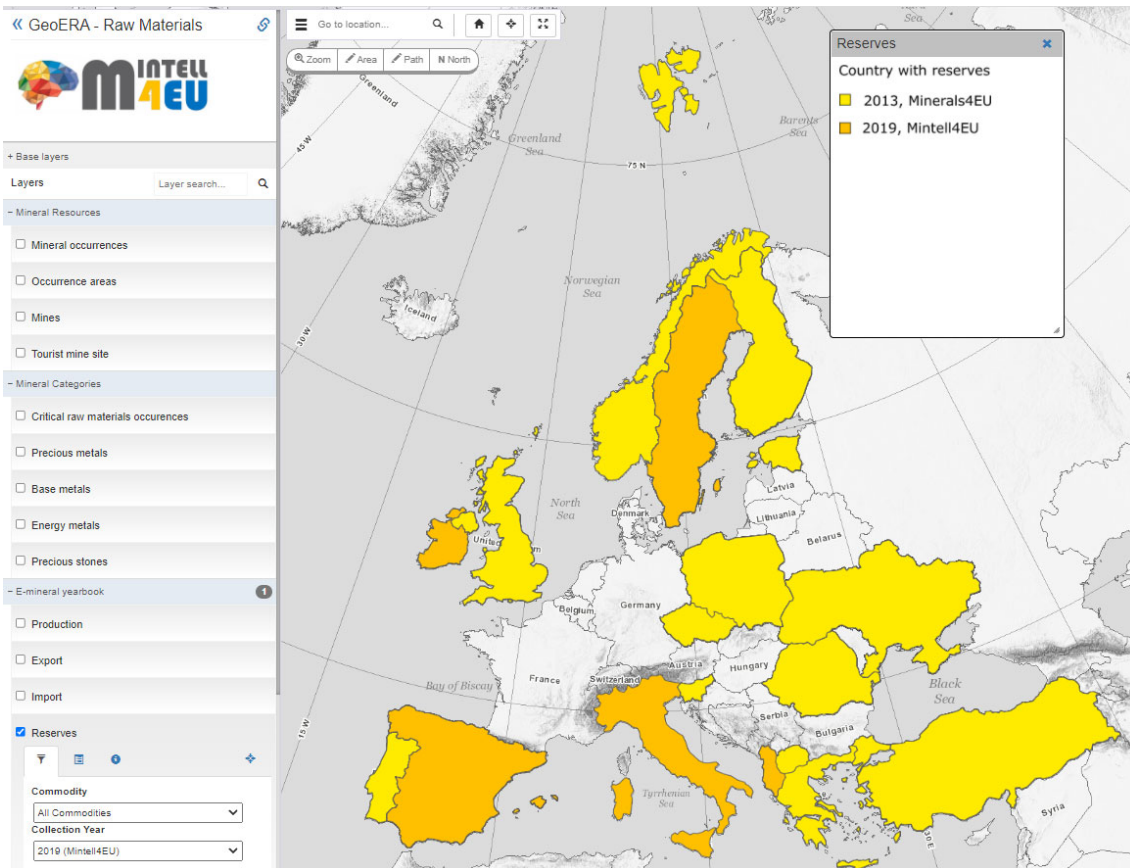 « GeoERA - Raw Materials
MINTELL
4EU
+ Base layers
Layers
Layer search...
− Mineral Resources
Mineral occurrences
Occurrence areas
Mines
Tourist mine site
− Mineral Categories
Critical raw materials occurences
Precious metals
Base metals
Energy metals
Precious stones
− E-mineral yearbook 1
Production
Export
Import
Reserves
Commodity
All Commodities
Collection Year
2019 (Mintell4EU)
Go to location...
Zoom Area Path N North
Reserves ×
Country with reserves
2013, Minerals4EU
2019, Mintell4EU
Sea
Greenland
Greenland
Sea
Barents
Sea
45 W
75 N
Norwegian
Sea
Iceland
30 W
North
Sea
Denmark
Latvia
Lithuania
Belarus
United
Belgium
Germany
France
Switzerland
Austria
Hungary
Bay of Biscay
Serbia
Bulgaria
Black
Sea
15 W
Tyrrhenian
Sea
30 E
Syria